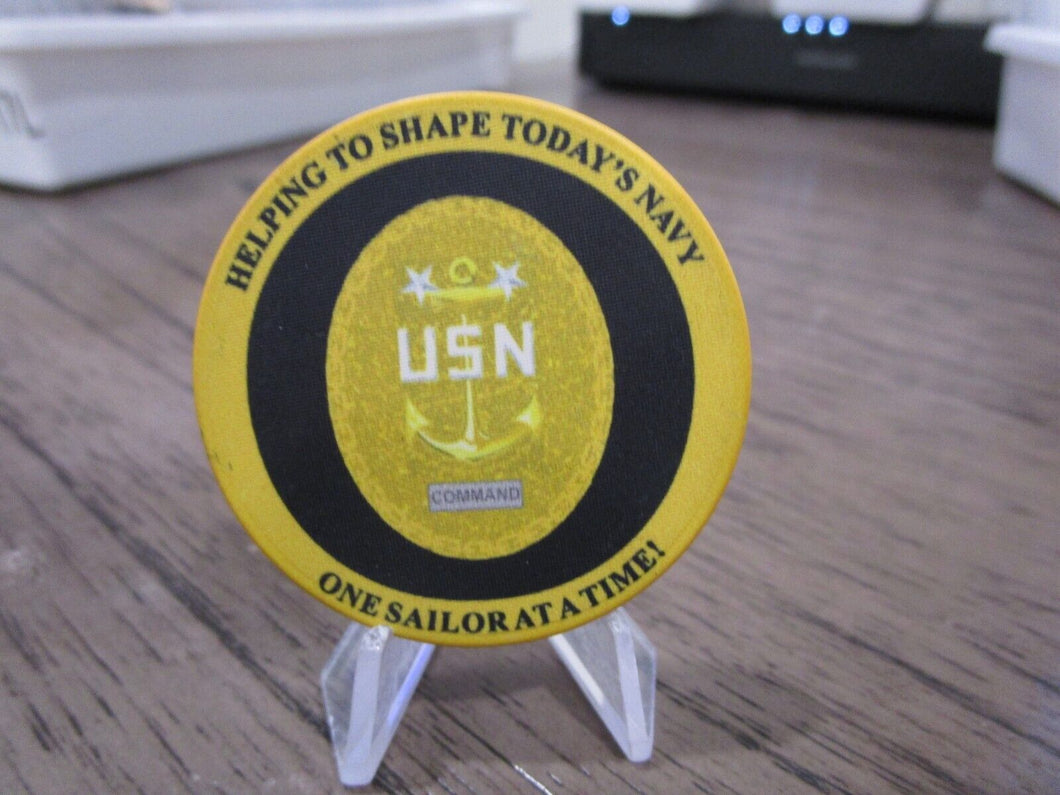 HELPING TO SHAPE TODAY'S NAVY
USN
COMMAND
ONE SAILOR AT A TIME!